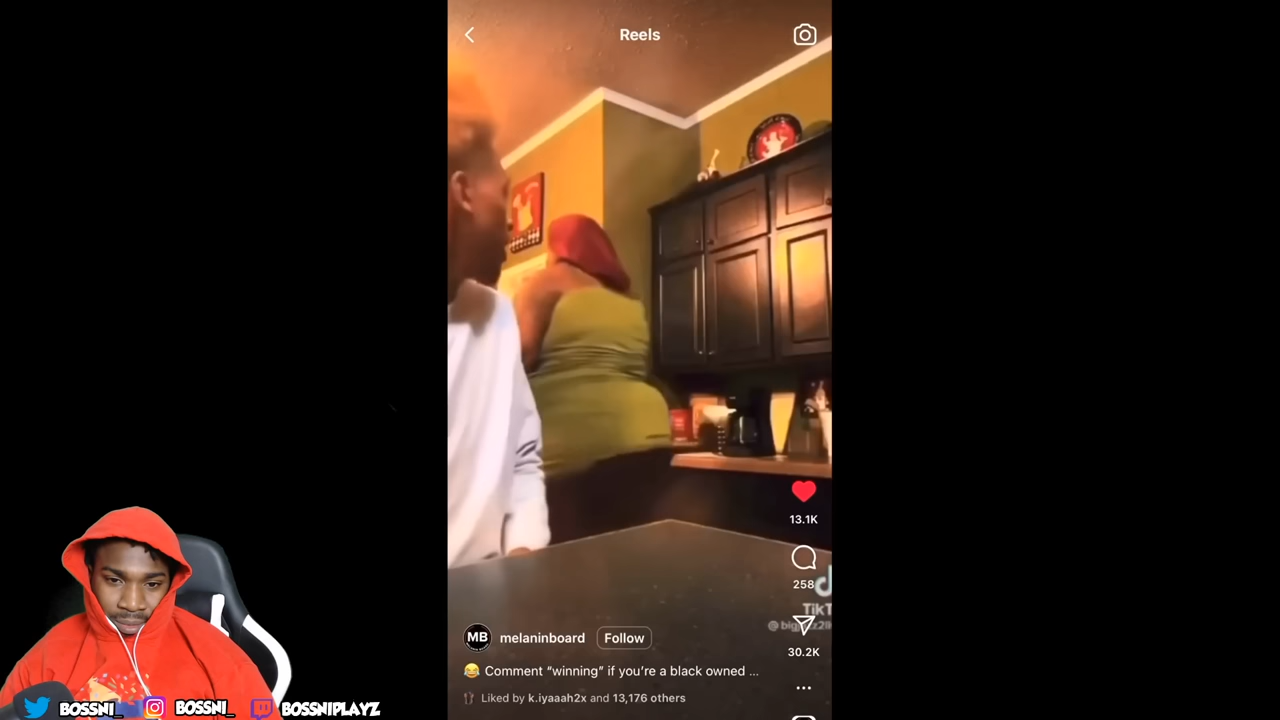 Reels
13.1K
258
TikT
30.2K
MB
melaninboard
Follow
😂 Comment “winning” if you’re a black owned ...
Liked by k.iyaaah2x and 13,176 others
BOSSNI_
BOSSNI_
BOSSNIPLAYZ